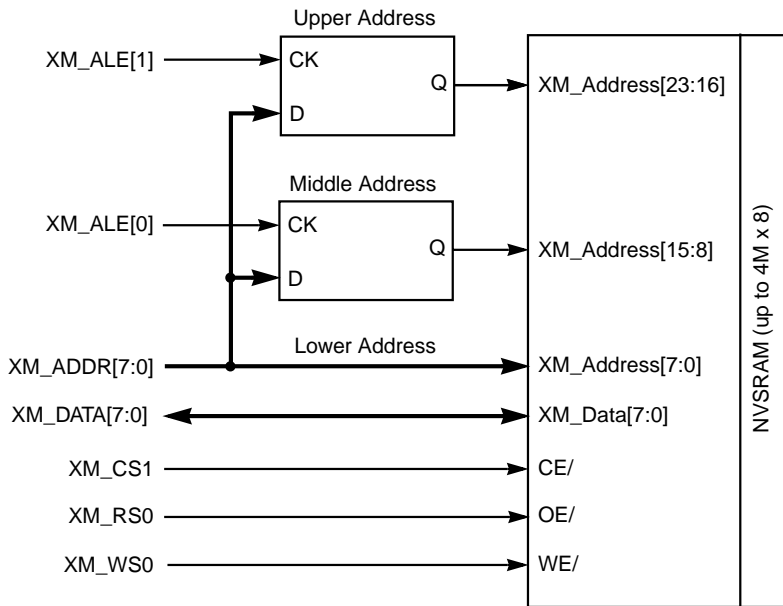 Upper Address
XM_ALE[1]
CK
Q
D
XM_Address[23:16]
Middle Address
XM_ALE[0]
CK
Q
D
XM_Address[15:8]
XM_ADDR[7:0]
Lower Address
XM_Address[7:0]
XM_DATA[7:0]
XM_Data[7:0]
XM_CS1
CE/
XM_RS0
OE/
XM_WS0
WE/
NVSRAM (up to 4M x 8)